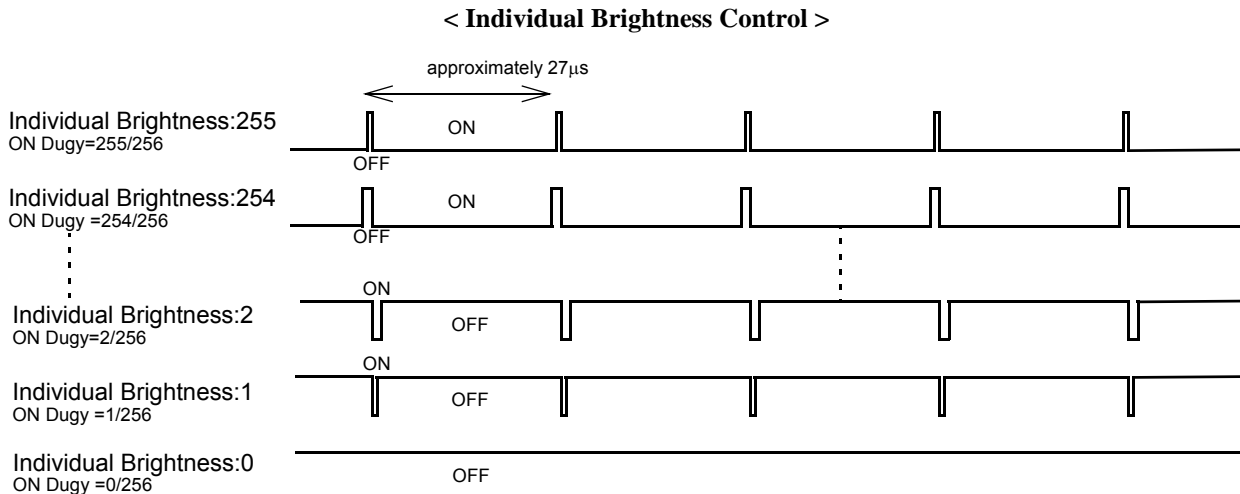 < Individual Brightness Control >
approximately 27μs
Individual Brightness:255
ON Dugy=255/256
ON
OFF
Individual Brightness:254
ON Dugy =254/256
ON
OFF
ON
Individual Brightness:2
ON Dugy=2/256
OFF
ON
Individual Brightness:1
ON Dugy =1/256
OFF
Individual Brightness:0
ON Dugy =0/256
OFF